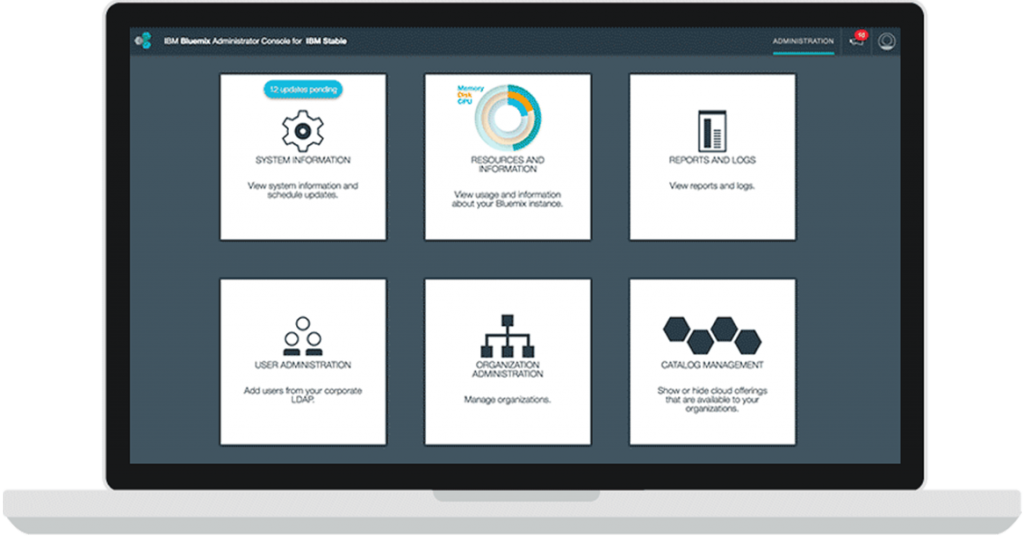 IBM Bluemix Administrator Console for IBM Stable
ADMINISTRATION
12 updates pending
SYSTEM INFORMATION
View system information and
schedule updates.
Memory
Disk
CPU
RESOURCES AND
INFORMATION
View usage and information
about your Bluemix instance.
REPORTS AND LOGS
View reports and logs.
USER ADMINISTRATION
Add users from your corporate
LDAP.
ORGANIZATION
ADMINISTRATION
Manage organizations.
CATALOG MANAGEMENT
Show or hide cloud offerings
that are available to your
organizations.